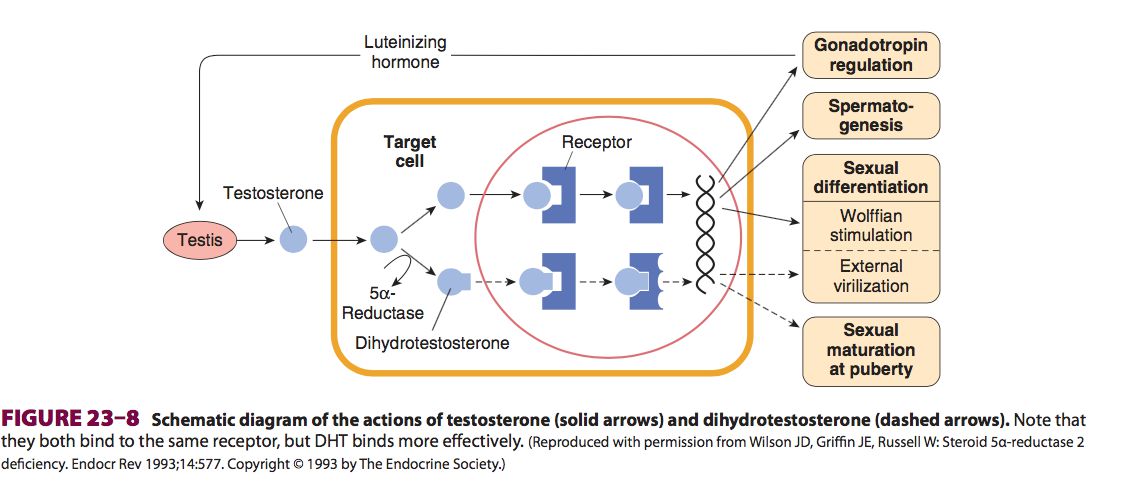 Luteinizing
hormone
Gonadotropin
regulation
Spermato-
genesis
Target
cell
Receptor
Sexual
differentiation
Testosterone
Wolffian
stimulation
Testis
External
virilization
5α-
Reductase
Dihydrotestosterone
Sexual
maturation
at puberty
FIGURE 23–8 Schematic diagram of the actions of testosterone (solid arrows) and dihydrotestosterone (dashed arrows). Note that
they both bind to the same receptor, but DHT binds more effectively. (Reproduced with permission from Wilson JD, Griffin JE, Russell W: Steroid 5α-reductase 2
deficiency. Endocr Rev 1993;14:577. Copyright © 1993 by The Endocrine Society.)